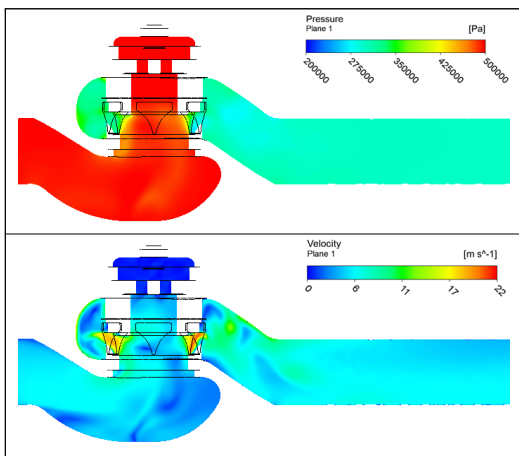 Pressure
Plane 1
[Pa]
200000
275000
350000
425000
500000
Velocity
Plane 1
[m s^-1]
0
6
11
17
22